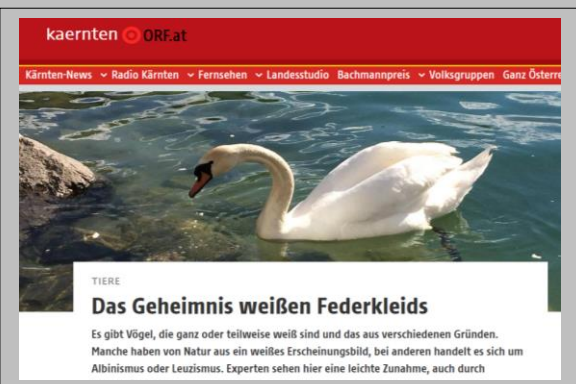 kaernten ORF.at
Kärnten-News Radio Kärnten Fernsehen Landesstudio Bachmannpreis Volksgruppen Ganz Österre
TIERE
Das Geheimnis weißen Federkleids
Es gibt Vögel, die ganz oder teilweise weiß sind und das aus verschiedenen Gründen.
Manche haben von Natur aus ein weißes Erscheinungsbild, bei anderen handelt es sich um
Albinismus oder Leuzismus. Experten sehen hier eine leichte Zunahme, auch durch